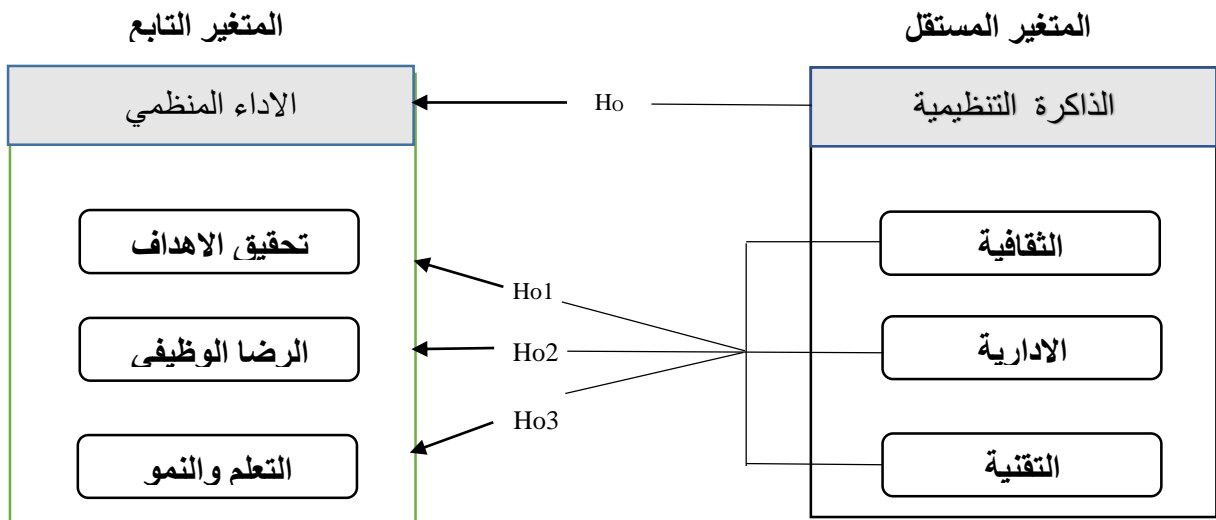 المتغير المستقل
المتغير التابع
الذاكرة التنظيمية
Ho
الاداء المنظمي
الثقافية
تحقيق الاهداف
Ho1
الادارية
Ho2
الرضا الوظيفي
Ho3
التقنية
التعلم والنمو